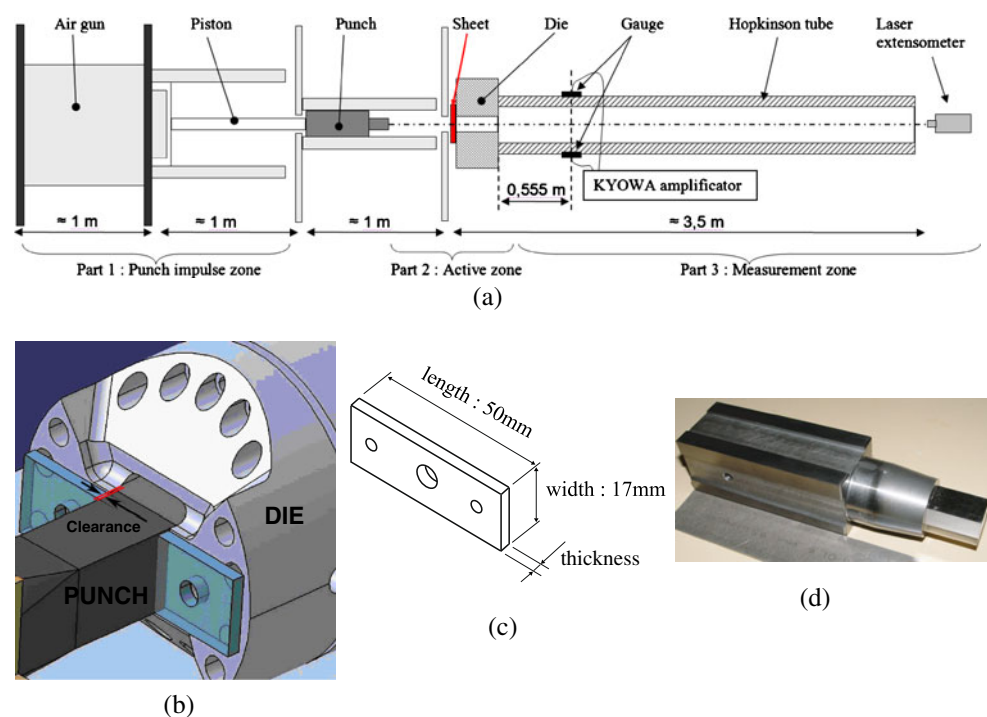 Air gun Piston Punch Sheet Die Gauge Hopkinson tube Laser
extensometer
KYOWA amplificator
0,555 m
≈ 1 m ≈ 1 m ≈ 1 m ≈ 3,5 m
Part 1 : Punch impulse zone Part 2 : Active zone Part 3 : Measurement zone
(a)
Clearance
DIE
PUNCH
(b)
length : 50mm
width : 17mm
thickness
(c)
(d)